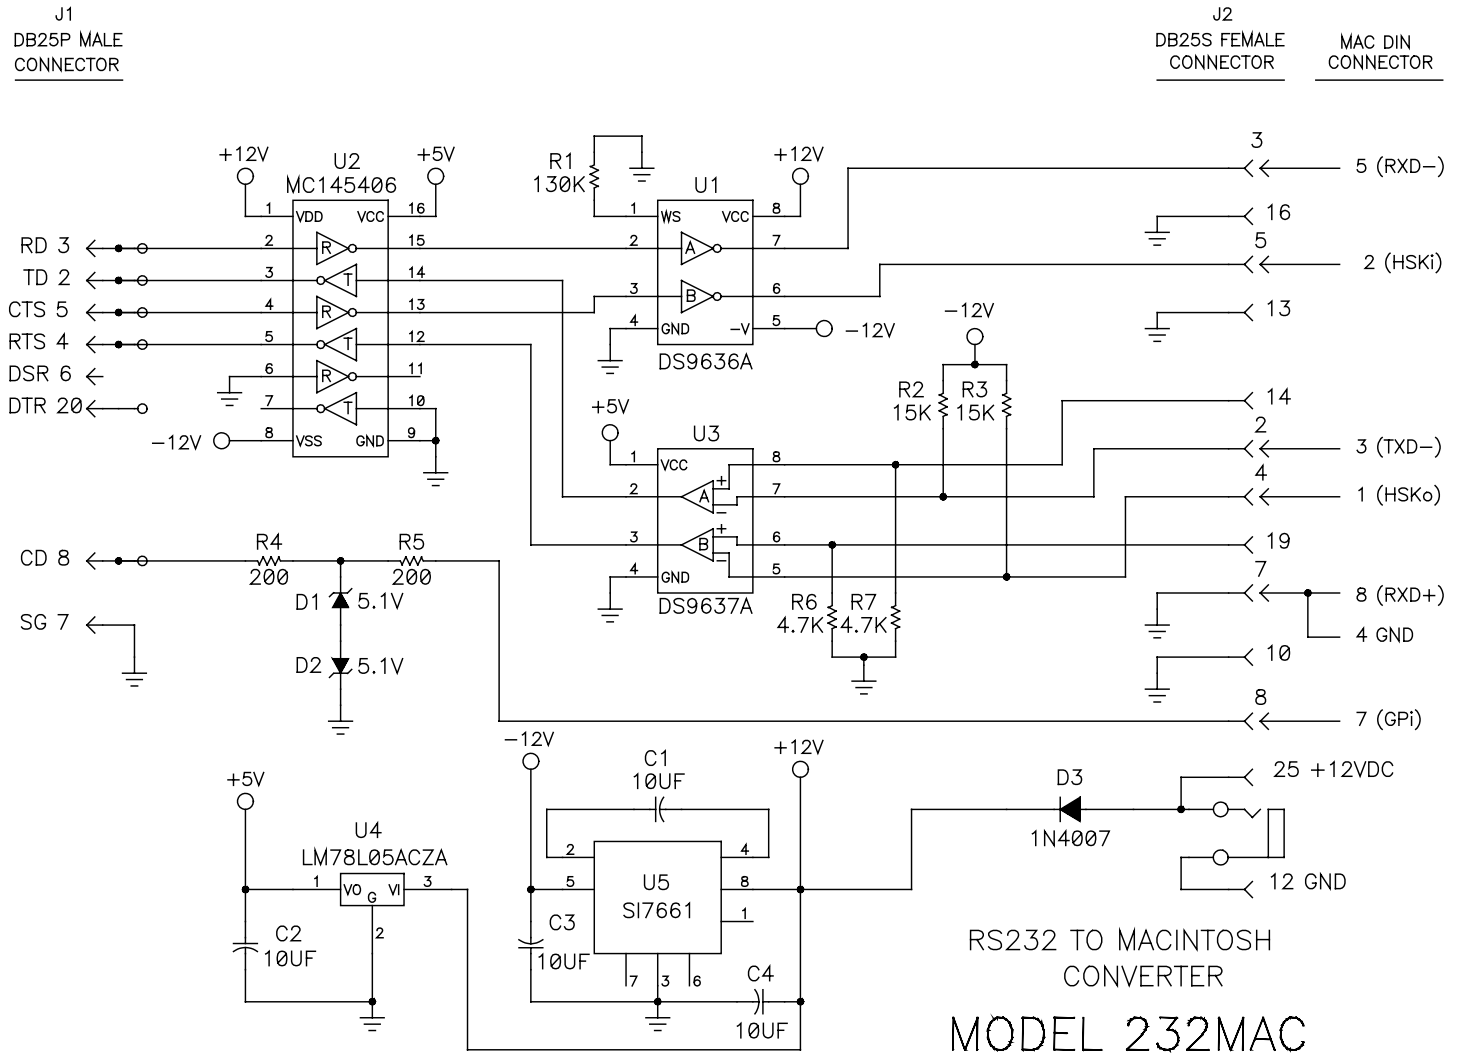 J1
DB25P MALE
CONNECTOR
J2
DB25S FEMALE
CONNECTOR
MAC DIN
CONNECTOR
+12V
U2
MC145406
+5V
1
VDD
VCC
16
RD 3
2
R
15
TD 2
3
T
14
CTS 5
4
R
13
RTS 4
5
T
12
DSR 6
6
R
11
DTR 20
7
T
10
-12V
8
VSS
GND
9
R1
130K
U1
+12V
1
WS
VCC
8
2
A
7
3
B
6
4
GND
-V
5
-12V
DS9636A
3
5 (RXD-)
16
5
2 (HSKi)
13
-12V
R2
15K
R3
15K
+5V
U3
1
VCC
8
2
A
+
-
7
3
B
+
-
6
4
GND
5
DS9637A
R6
4.7K
R7
4.7K
14
2
3 (TXD-)
4
1 (HSKo)
19
7
8 (RXD+)
4 GND
10
8
7 (GPi)
CD 8
R4
200
R5
200
D1
5.1V
D2
5.1V
SG 7
+5V
U4
LM78L05ACZA
1
VO
G
VI
3
2
C2
10UF
-12V
C1
10UF
+12V
2
4
5
U5
SI7661
8
1
7
3
6
C3
10UF
C4
10UF
D3
1N4007
25 +12VDC
12 GND
RS232 TO MACINTOSH
CONVERTER
MODEL 232MAC